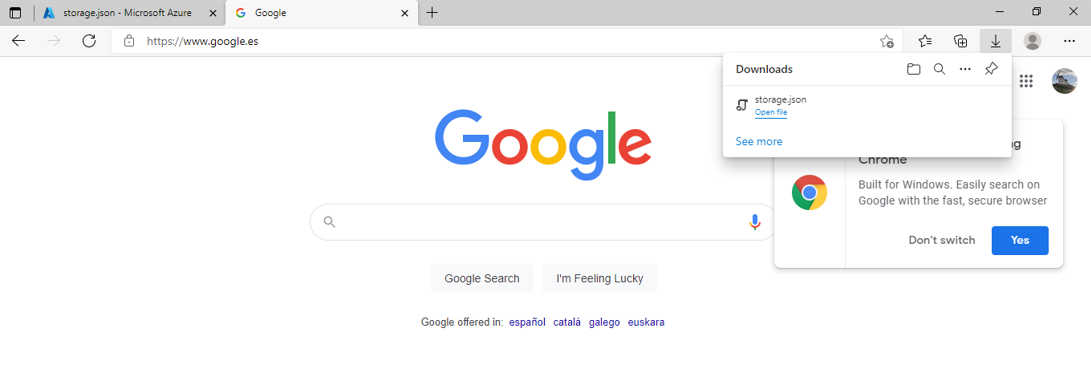 storage.json - Microsoft Azure
Google
https://www.google.es
Downloads
storage.json
Open file
See more
Google
Chrome
Built for Windows. Easily search on
Google with the fast, secure browser
Don't switch
Yes
Google Search
I'm Feeling Lucky
Google offered in: español català galego euskara